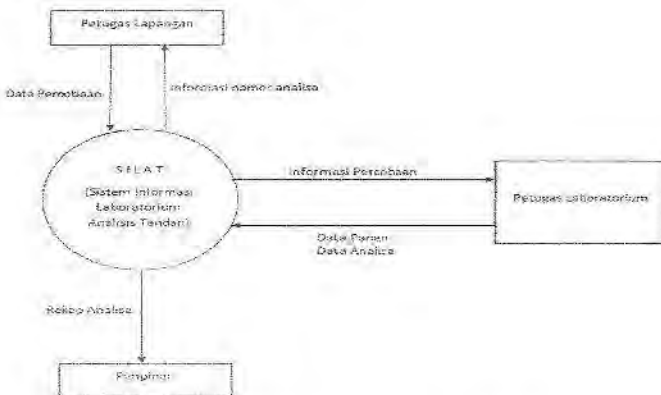 Petugas Lapangan
Data Percobaan
Informasi nomor analisa
S E L A T
(Sistem Informasi
Laboratorium
Analisis Tandan)
Informasi Percobaan
Petugas Laboratorium
Data Panen
Data Analisa
Rekap Analisa
Pimpinan